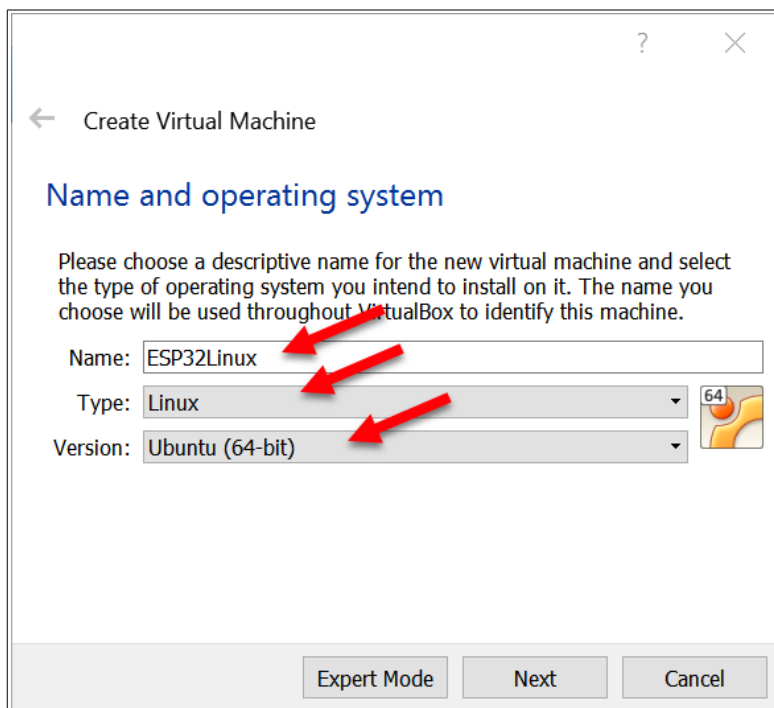 ?
Create Virtual Machine
Name and operating system
Please choose a descriptive name for the new virtual machine and select
the type of operating system you intend to install on it. The name you
choose will be used throughout VirtualBox to identify this machine.
Name: ESP32Linux
Type: Linux
64
Version: Ubuntu (64-bit)
Expert Mode Next Cancel